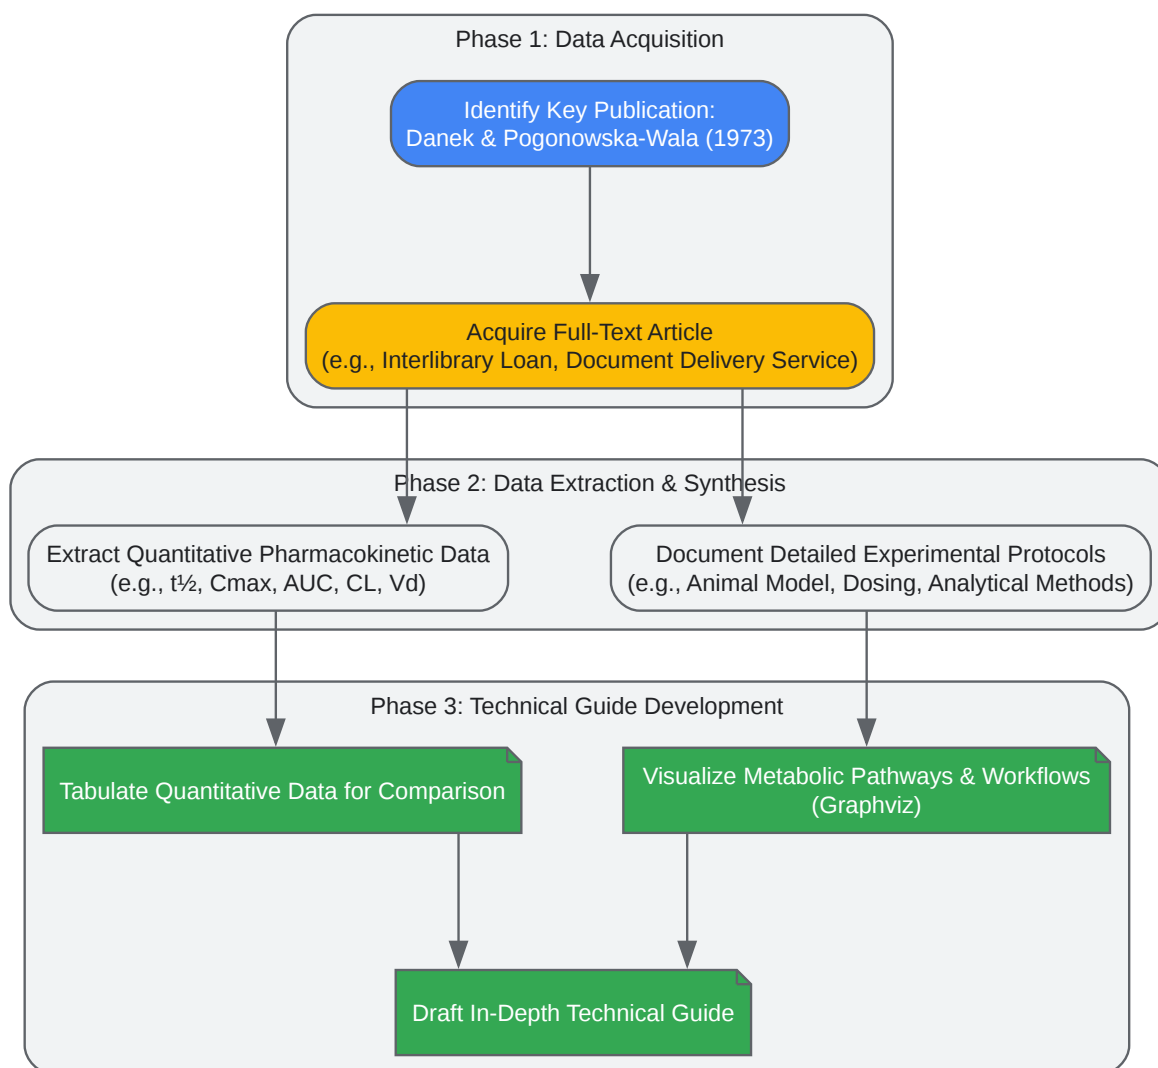 Phase 1: Data Acquisition
Identify Key Publication:
Danek & Pogonowska-Wala (1973)
Acquire Full-Text Article
(e.g., Interlibrary Loan, Document Delivery Service)
Phase 2: Data Extraction & Synthesis
Extract Quantitative Pharmacokinetic Data
(e.g., t½, Cmax, AUC, CL, Vd)
Document Detailed Experimental Protocols
(e.g., Animal Model, Dosing, Analytical Methods)
Phase 3: Technical Guide Development
Tabulate Quantitative Data for Comparison
Visualize Metabolic Pathways & Workflows
(Graphviz)
Draft In-Depth Technical Guide